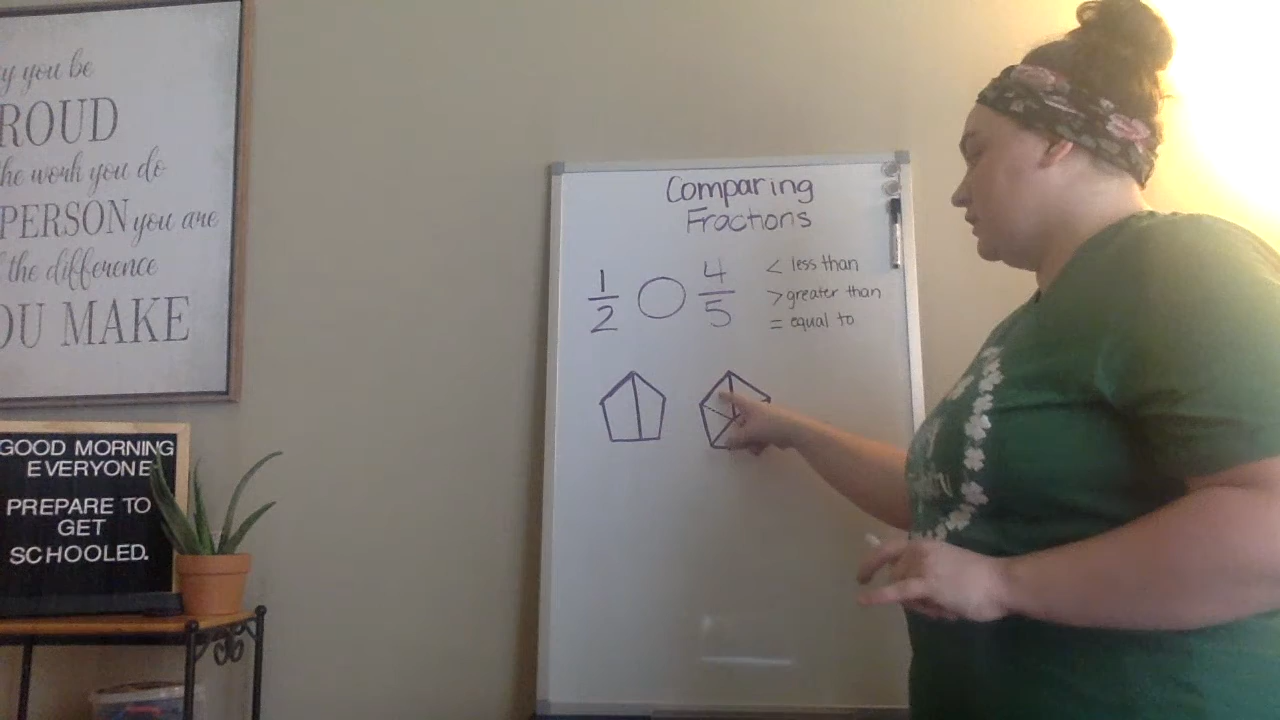 y you be
ROUD
he work you do
PERSON you are
the difference
OU MAKE
GOOD MORNING
EVERYONE
PREPARE TO
GET
SCHOOLED.
Comparing
Fractions
1/2 4/5
< less than
> greater than
= equal to